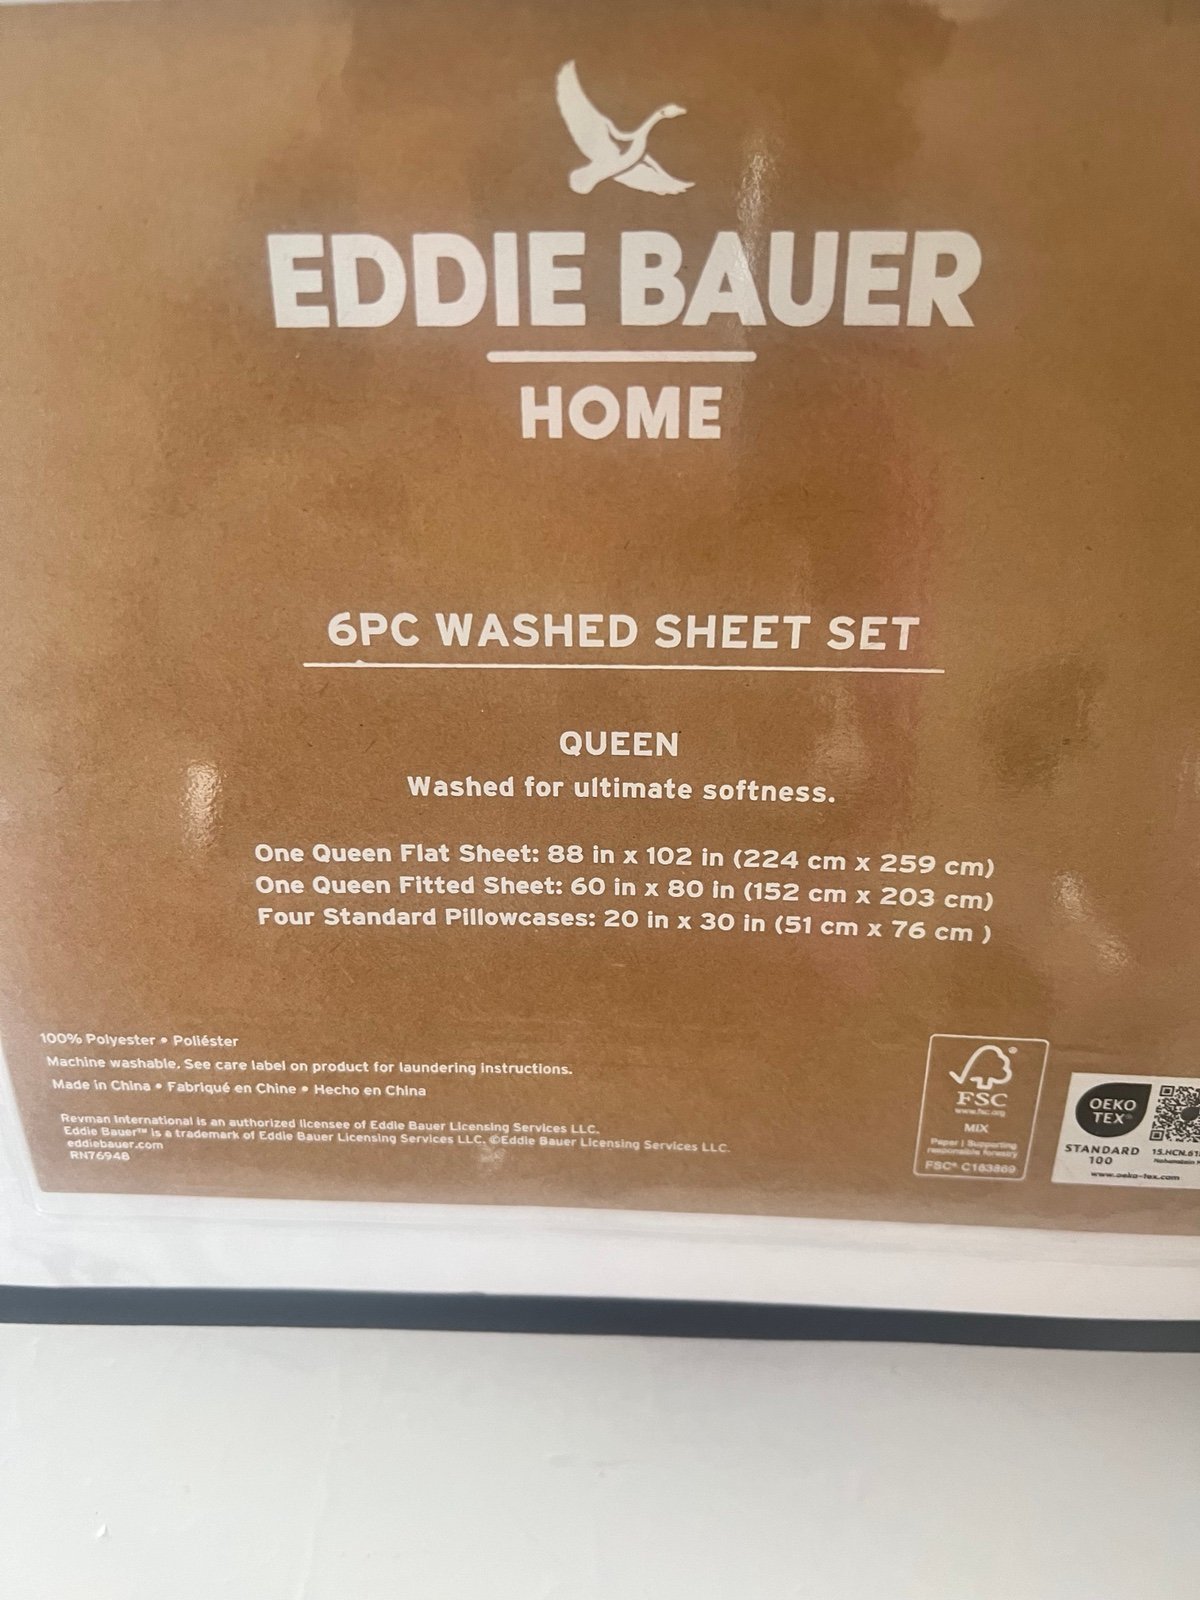 EDDIE BAUER
HOME
6PC WASHED SHEET SET
QUEEN
Washed for ultimate softness.
One Queen Flat Sheet: 88 in x 102 in (224 cm x 259 cm)
One Queen Fitted Sheet: 60 in x 80 in (152 cm x 203 cm)
Four Standard Pillowcases: 20 in x 30 in (51 cm x 76 cm )
100% Polyester • Poliéster
Machine washable. See care label on product for laundering instructions.
Made in China • Fabriqué en Chine • Hecho en China
Revman International is an authorized licensee of Eddie Bauer Licensing Services LLC.
Eddie Bauer™ is a trademark of Eddie Bauer Licensing Services LLC. ©Eddie Bauer Licensing Services LLC.
eddiebauer.com
RN76948
FSC
www.fsc.org
MIX
Paper | Supporting
responsible forestry
FSC® C163869
OEKO
TEX®
STANDARD
100
15.HCN.61
www.oeko-tex.com